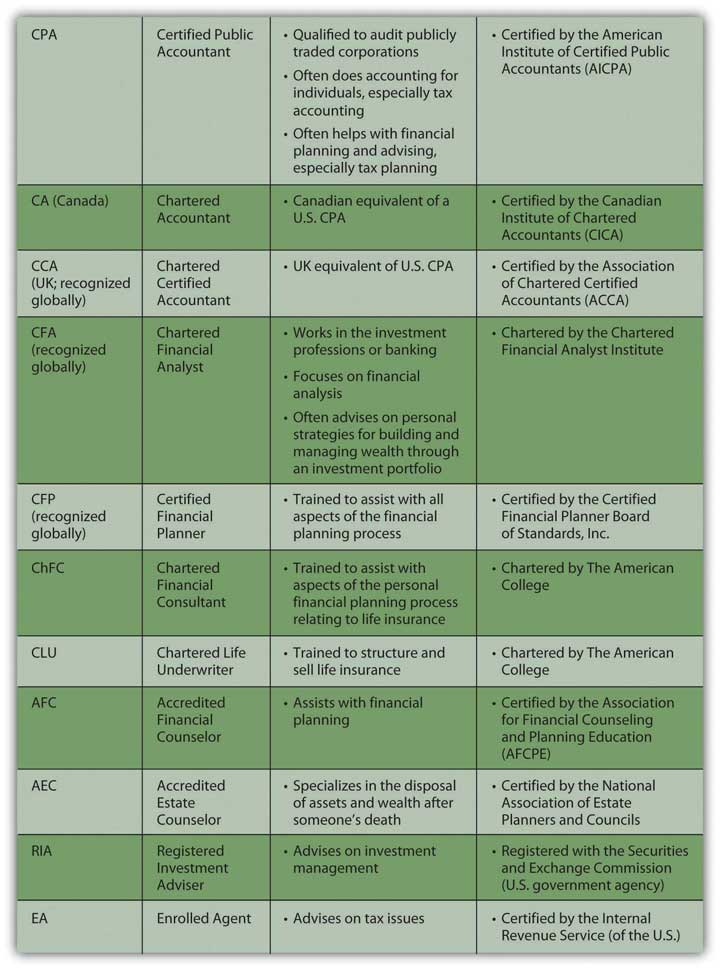 CPA
Certified Public
Accountant
• Qualified to audit publicly
traded corporations
• Often does accounting for
individuals, especially tax
accounting
• Often helps with financial
planning and advising,
especially tax planning
• Certified by the American
Institute of Certified Public
Accountants (AICPA)
CA (Canada)
Chartered
Accountant
• Canadian equivalent of a
U.S. CPA
• Certified by the Canadian
Institute of Chartered
Accountants (CICA)
CCA
(UK; recognized
globally)
Chartered
Certified
Accountant
• UK equivalent of U.S. CPA
• Certified by the Association
of Chartered Certified
Accountants (ACCA)
CFA
(recognized
globally)
Chartered
Financial
Analyst
• Works in the investment
professions or banking
• Focuses on financial
analysis
• Often advises on personal
strategies for building and
managing wealth through
an investment portfolio
• Chartered by the Chartered
Financial Analyst Institute
CFP
(recognized
globally)
Certified
Financial
Planner
• Trained to assist with all
aspects of the financial
planning process
• Certified by the Certified
Financial Planner Board
of Standards, Inc.
ChFC
Chartered
Financial
Consultant
• Trained to assist with
aspects of the personal
financial planning process
relating to life insurance
• Chartered by The American
College
CLU
Chartered Life
Underwriter
• Trained to structure and
sell life insurance
• Chartered by The American
College
AFC
Accredited
Financial
Counselor
• Assists with financial
planning
• Certified by the Association
for Financial Counseling
and Planning Education
(AFCPE)
AEC
Accredited
Estate
Counselor
• Specializes in the disposal
of assets and wealth after
someone's death
• Certified by the National
Association of Estate
Planners and Councils
RIA
Registered
Investment
Adviser
• Advises on investment
management
• Registered with the Securities
and Exchange Commission
(U.S. government agency)
EA
Enrolled Agent
• Advises on tax issues
• Certified by the Internal
Revenue Service (of the U.S.)